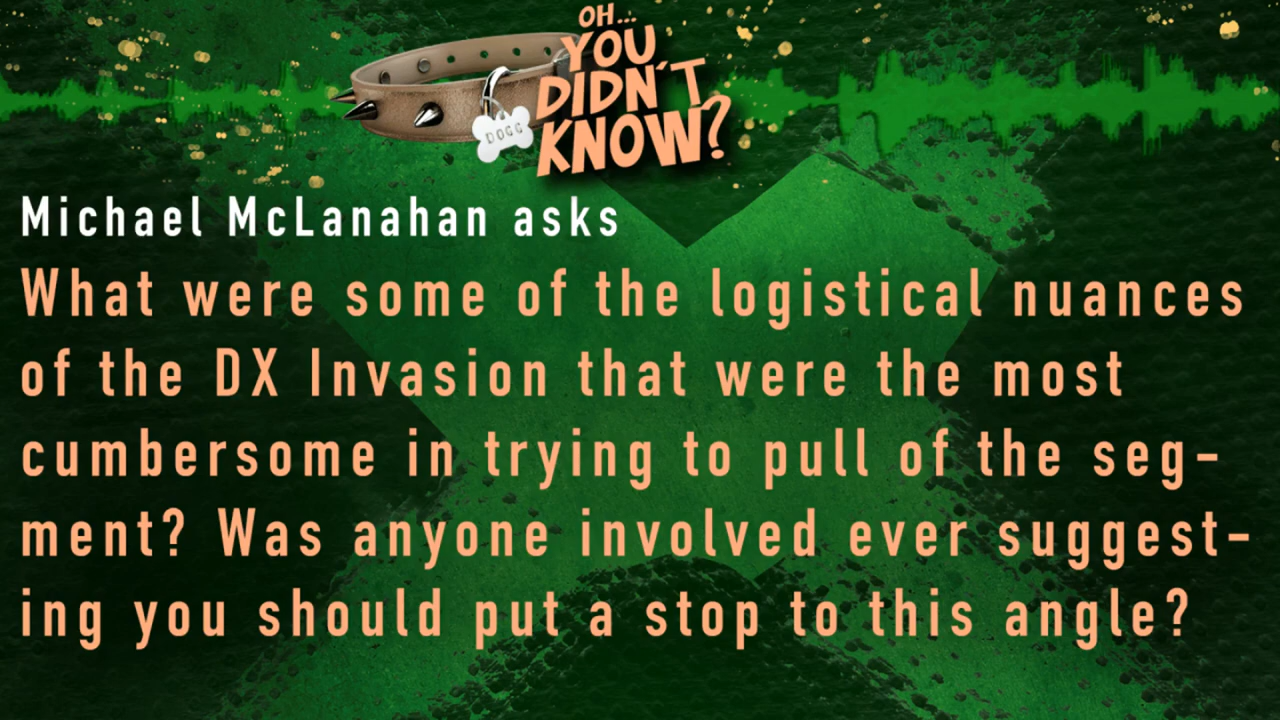 OH...
YOU
DIDN'T
KNOW?
DOGG
Michael McLanahan asks
What were some of the logistical nuances
of the DX Invasion that were the most
cumbersome in trying to pull of the seg-
ment? Was anyone involved ever suggest-
ing you should put a stop to this angle?